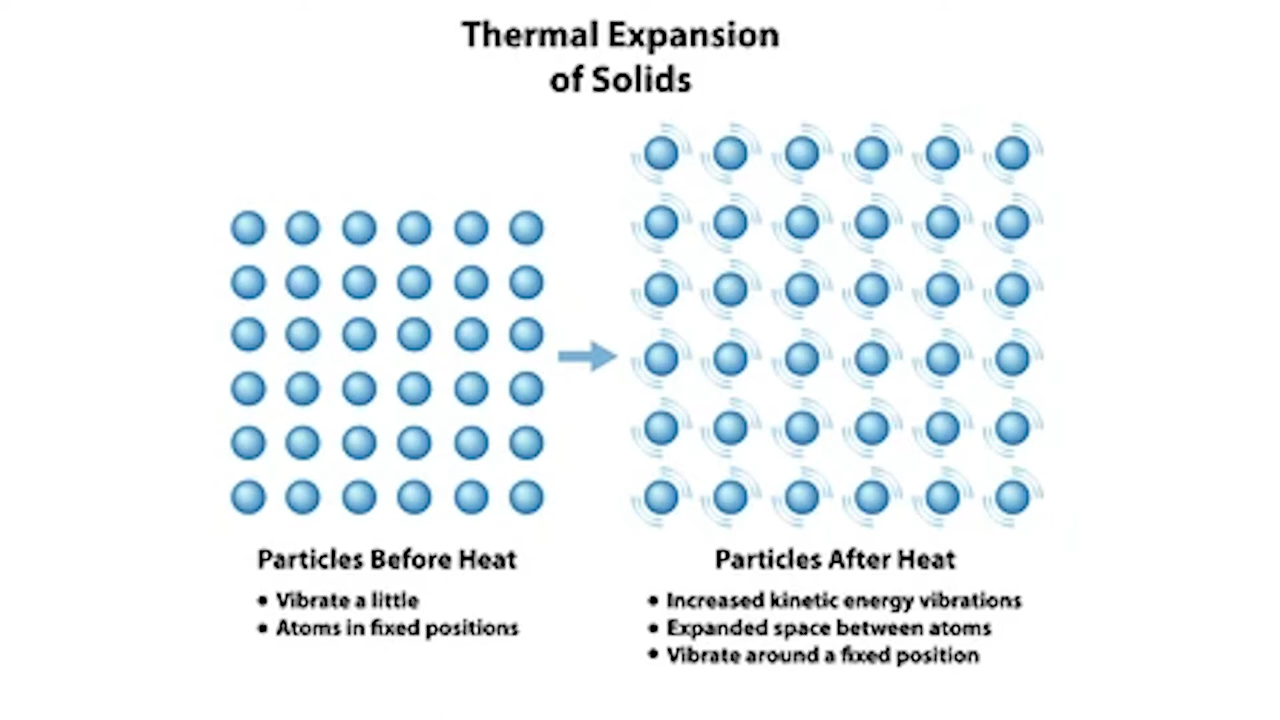 Thermal Expansion
of Solids
Particles Before Heat
• Vibrate a little
• Atoms in fixed positions
Particles After Heat
• Increased kinetic energy vibrations
• Expanded space between atoms
• Vibrate around a fixed position